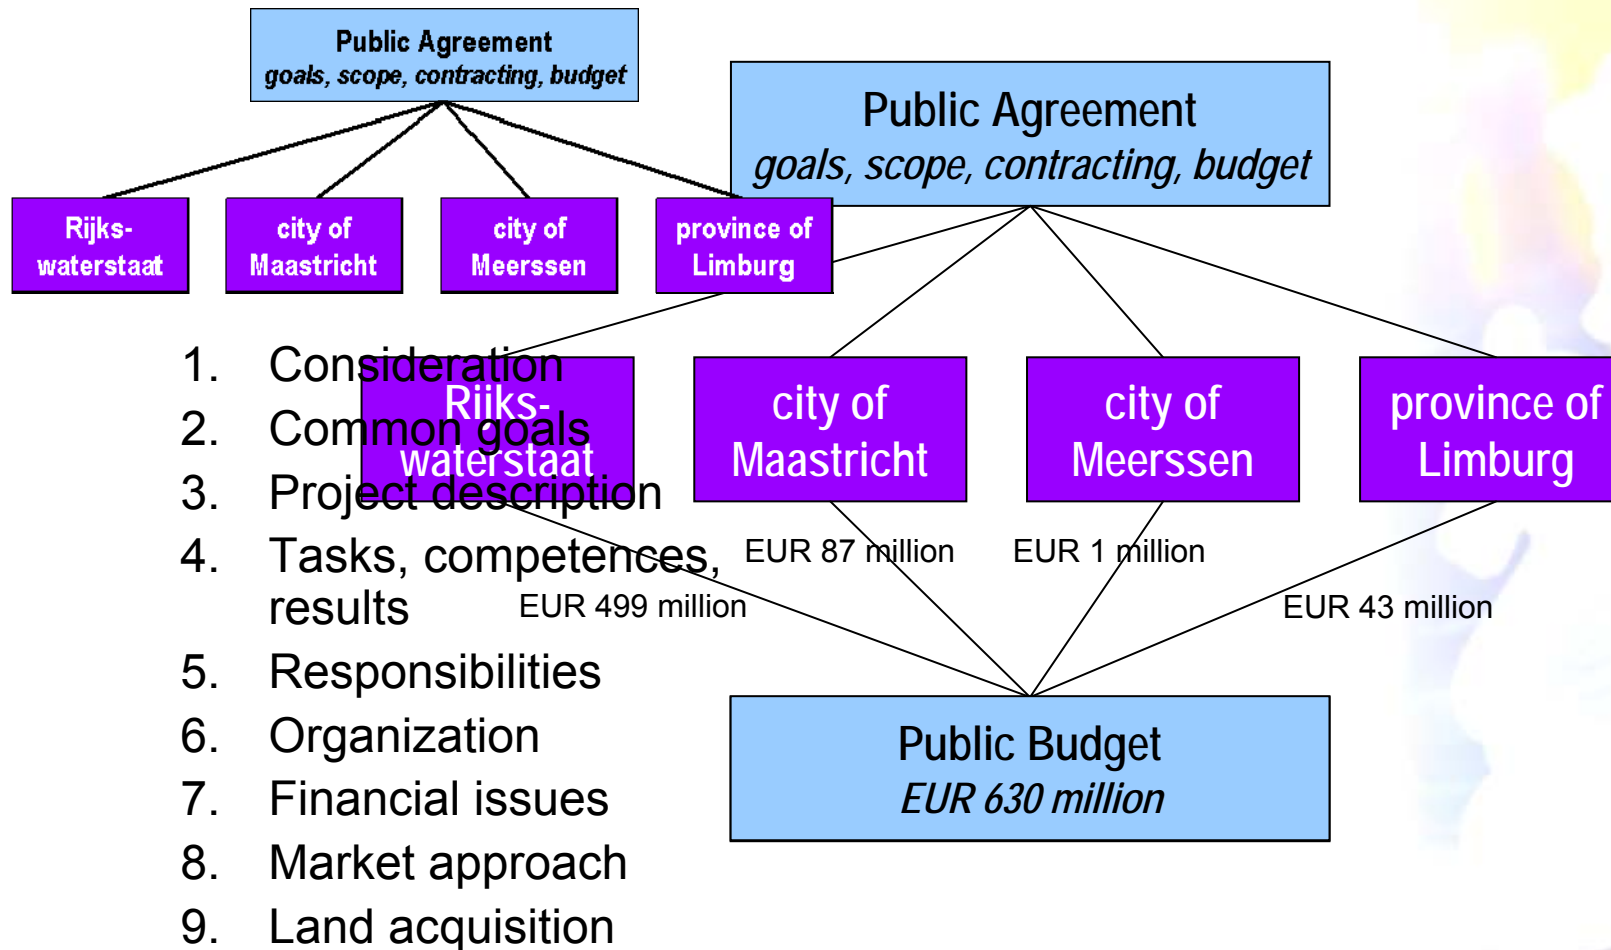 Public Agreement
goals, scope, contracting, budget
Rijks-
waterstaat
city of
Maastricht
city of
Meerssen
province of
Limburg
Public Agreement
goals, scope, contracting, budget
Rijks-
waterstaat
city of
Maastricht
city of
Meerssen
province of
Limburg
1. Consideration
2. Common goals
3. Project description
4. Tasks, competences,
results
5. Responsibilities
6. Organization
7. Financial issues
8. Market approach
9. Land acquisition
EUR 499 million
EUR 87 million
EUR 1 million
EUR 43 million
Public Budget
EUR 630 million